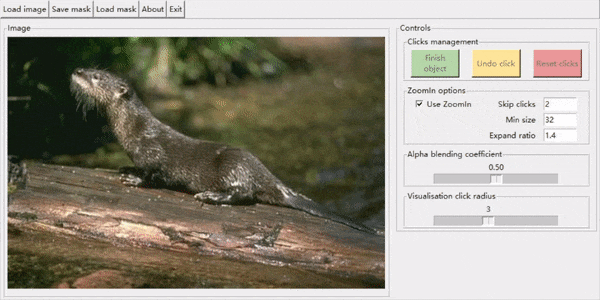 Load image Save mask Load mask About Exit
Image
Controls
Clicks management
Finish object
Undo click
Reset clicks
ZoomIn options
Use ZoomIn
Skip clicks 2
Min size 32
Expand ratio 1.4
Alpha blending coefficient
0.50
Visualisation click radius
3